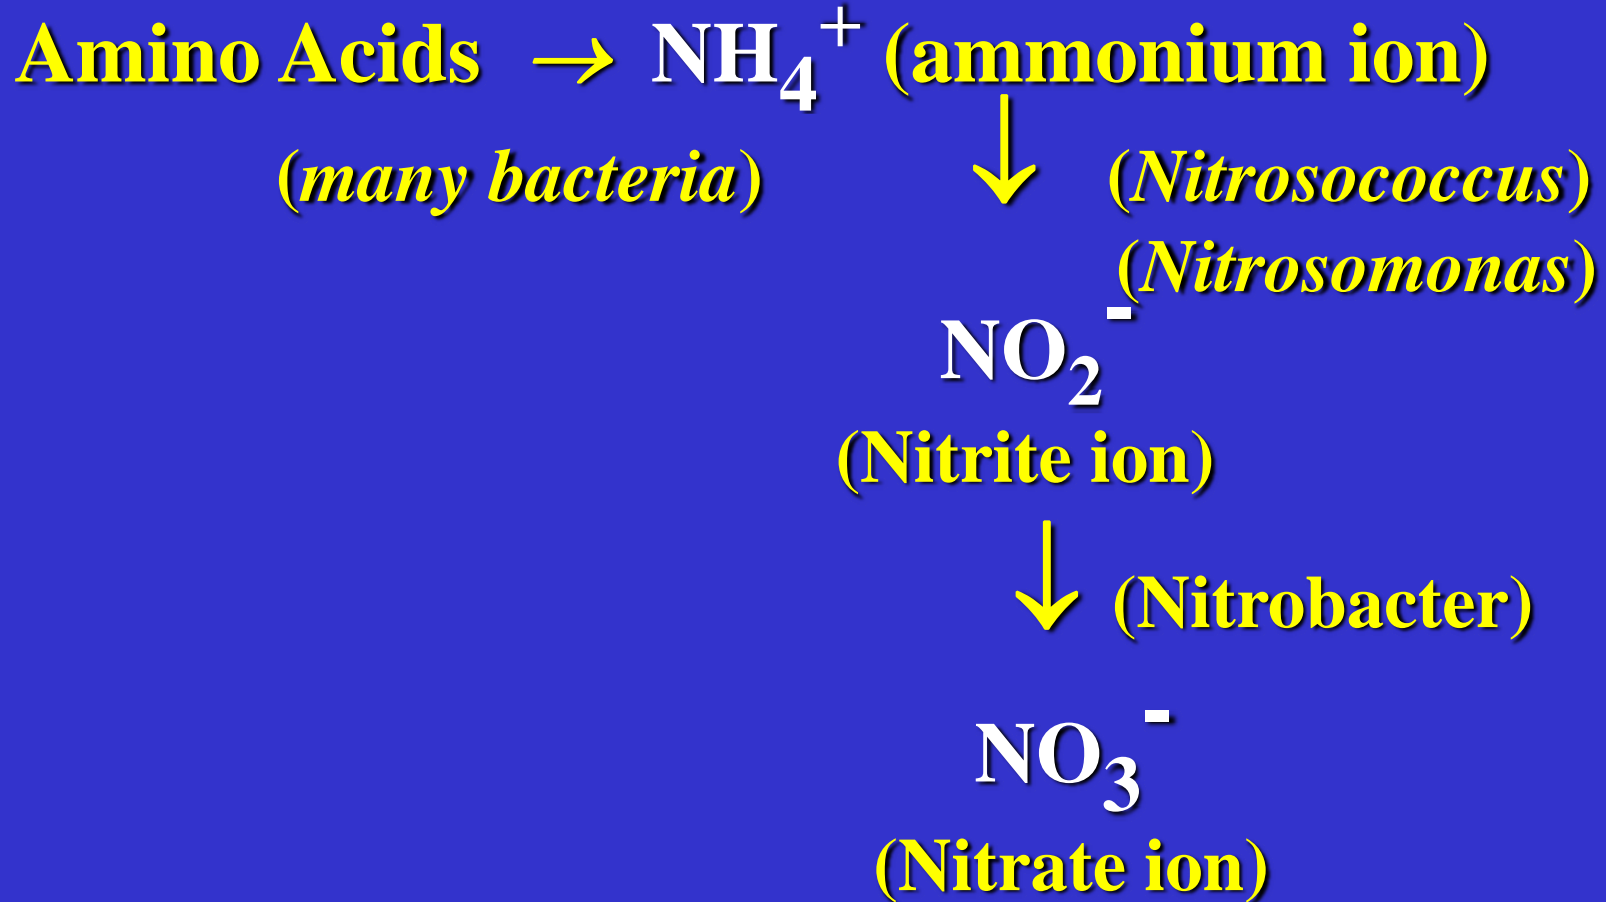 Amino Acids → NH₄⁺ (ammonium ion)
↓
(many bacteria) (Nitrosococcus)
(Nitrosomonas)
NO₂⁻
(Nitrite ion)
↓ (Nitrobacter)
NO₃⁻
(Nitrate ion)